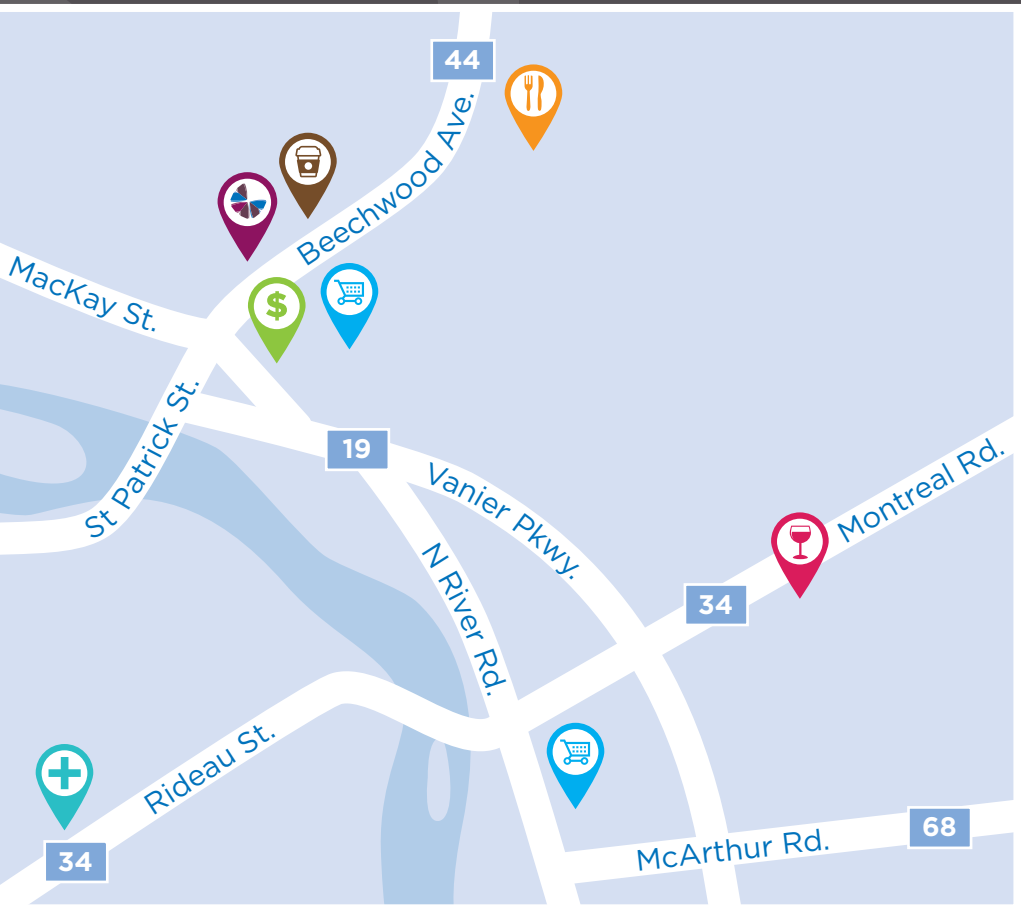 44
Beechwood Ave.
MacKay St.
$
St Patrick St.
19
Vanier Pkwy.
Montreal Rd.
N River Rd.
34
Rideau St.
34
McArthur Rd.
68